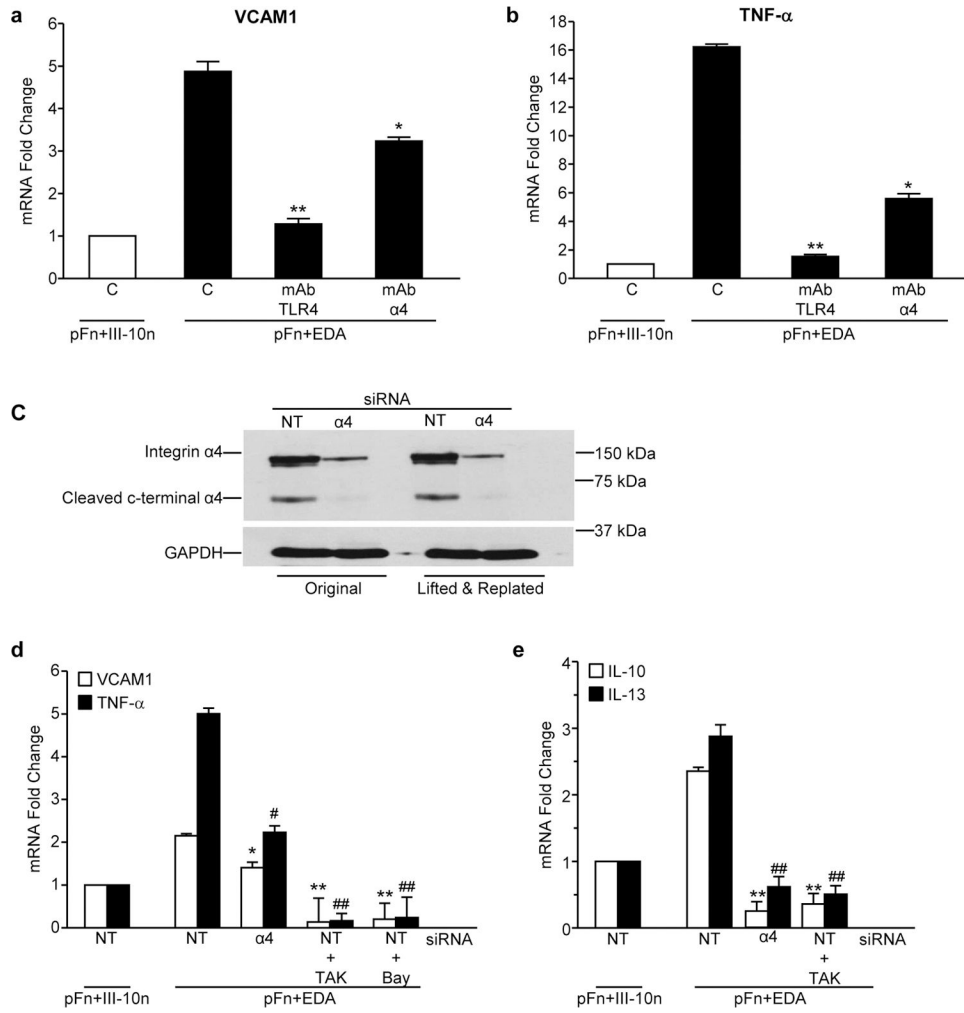 a
VCAM1
mRNA Fold Change
6
5
4
3
2
1
0
**
*
C C mAb mAb
TLR4 α4
pFn+III-10n pFn+EDA
b
TNF-α
mRNA Fold Change
18
16
14
12
10
8
6
4
2
0
**
*
C C mAb mAb
TLR4 α4
pFn+III-10n pFn+EDA
C
siRNA
NT α4 NT α4
Integrin α4
150 kDa
75 kDa
Cleaved c-terminal α4
37 kDa
GAPDH
Original Lifted & Replated
d
VCAM1
TNF-α
mRNA Fold Change
6
5
2
2
1
0
*
#
** ##
** ##
NT NT α4 NT NT siRNA
+ +
TAK Bay
pFn+III-10n pFn+EDA
e
IL-10
IL-13
mRNA Fold Change
4
3
2
1
0
** ##
** ##
NT NT α4 NT siRNA
+
TAK
pFn+III-10n pFn+EDA